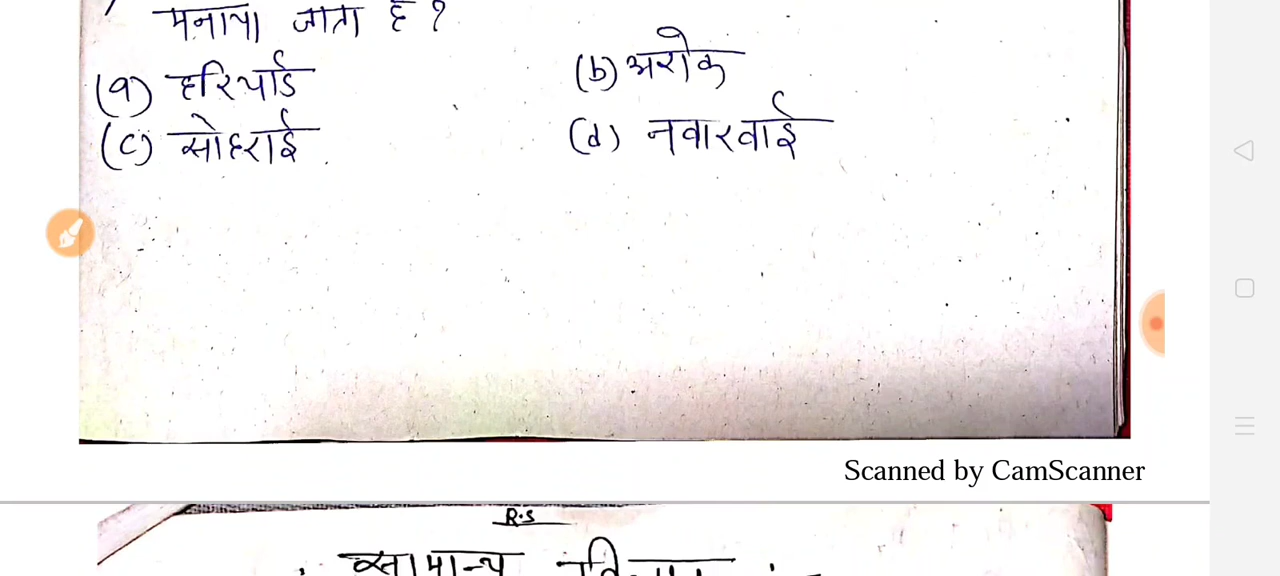 मनाया जाता है ?
(a) हरियाई (b) अरोक
(c) सोहराई (d) नवारवाई
Scanned by CamScanner
R.S
सामान्य